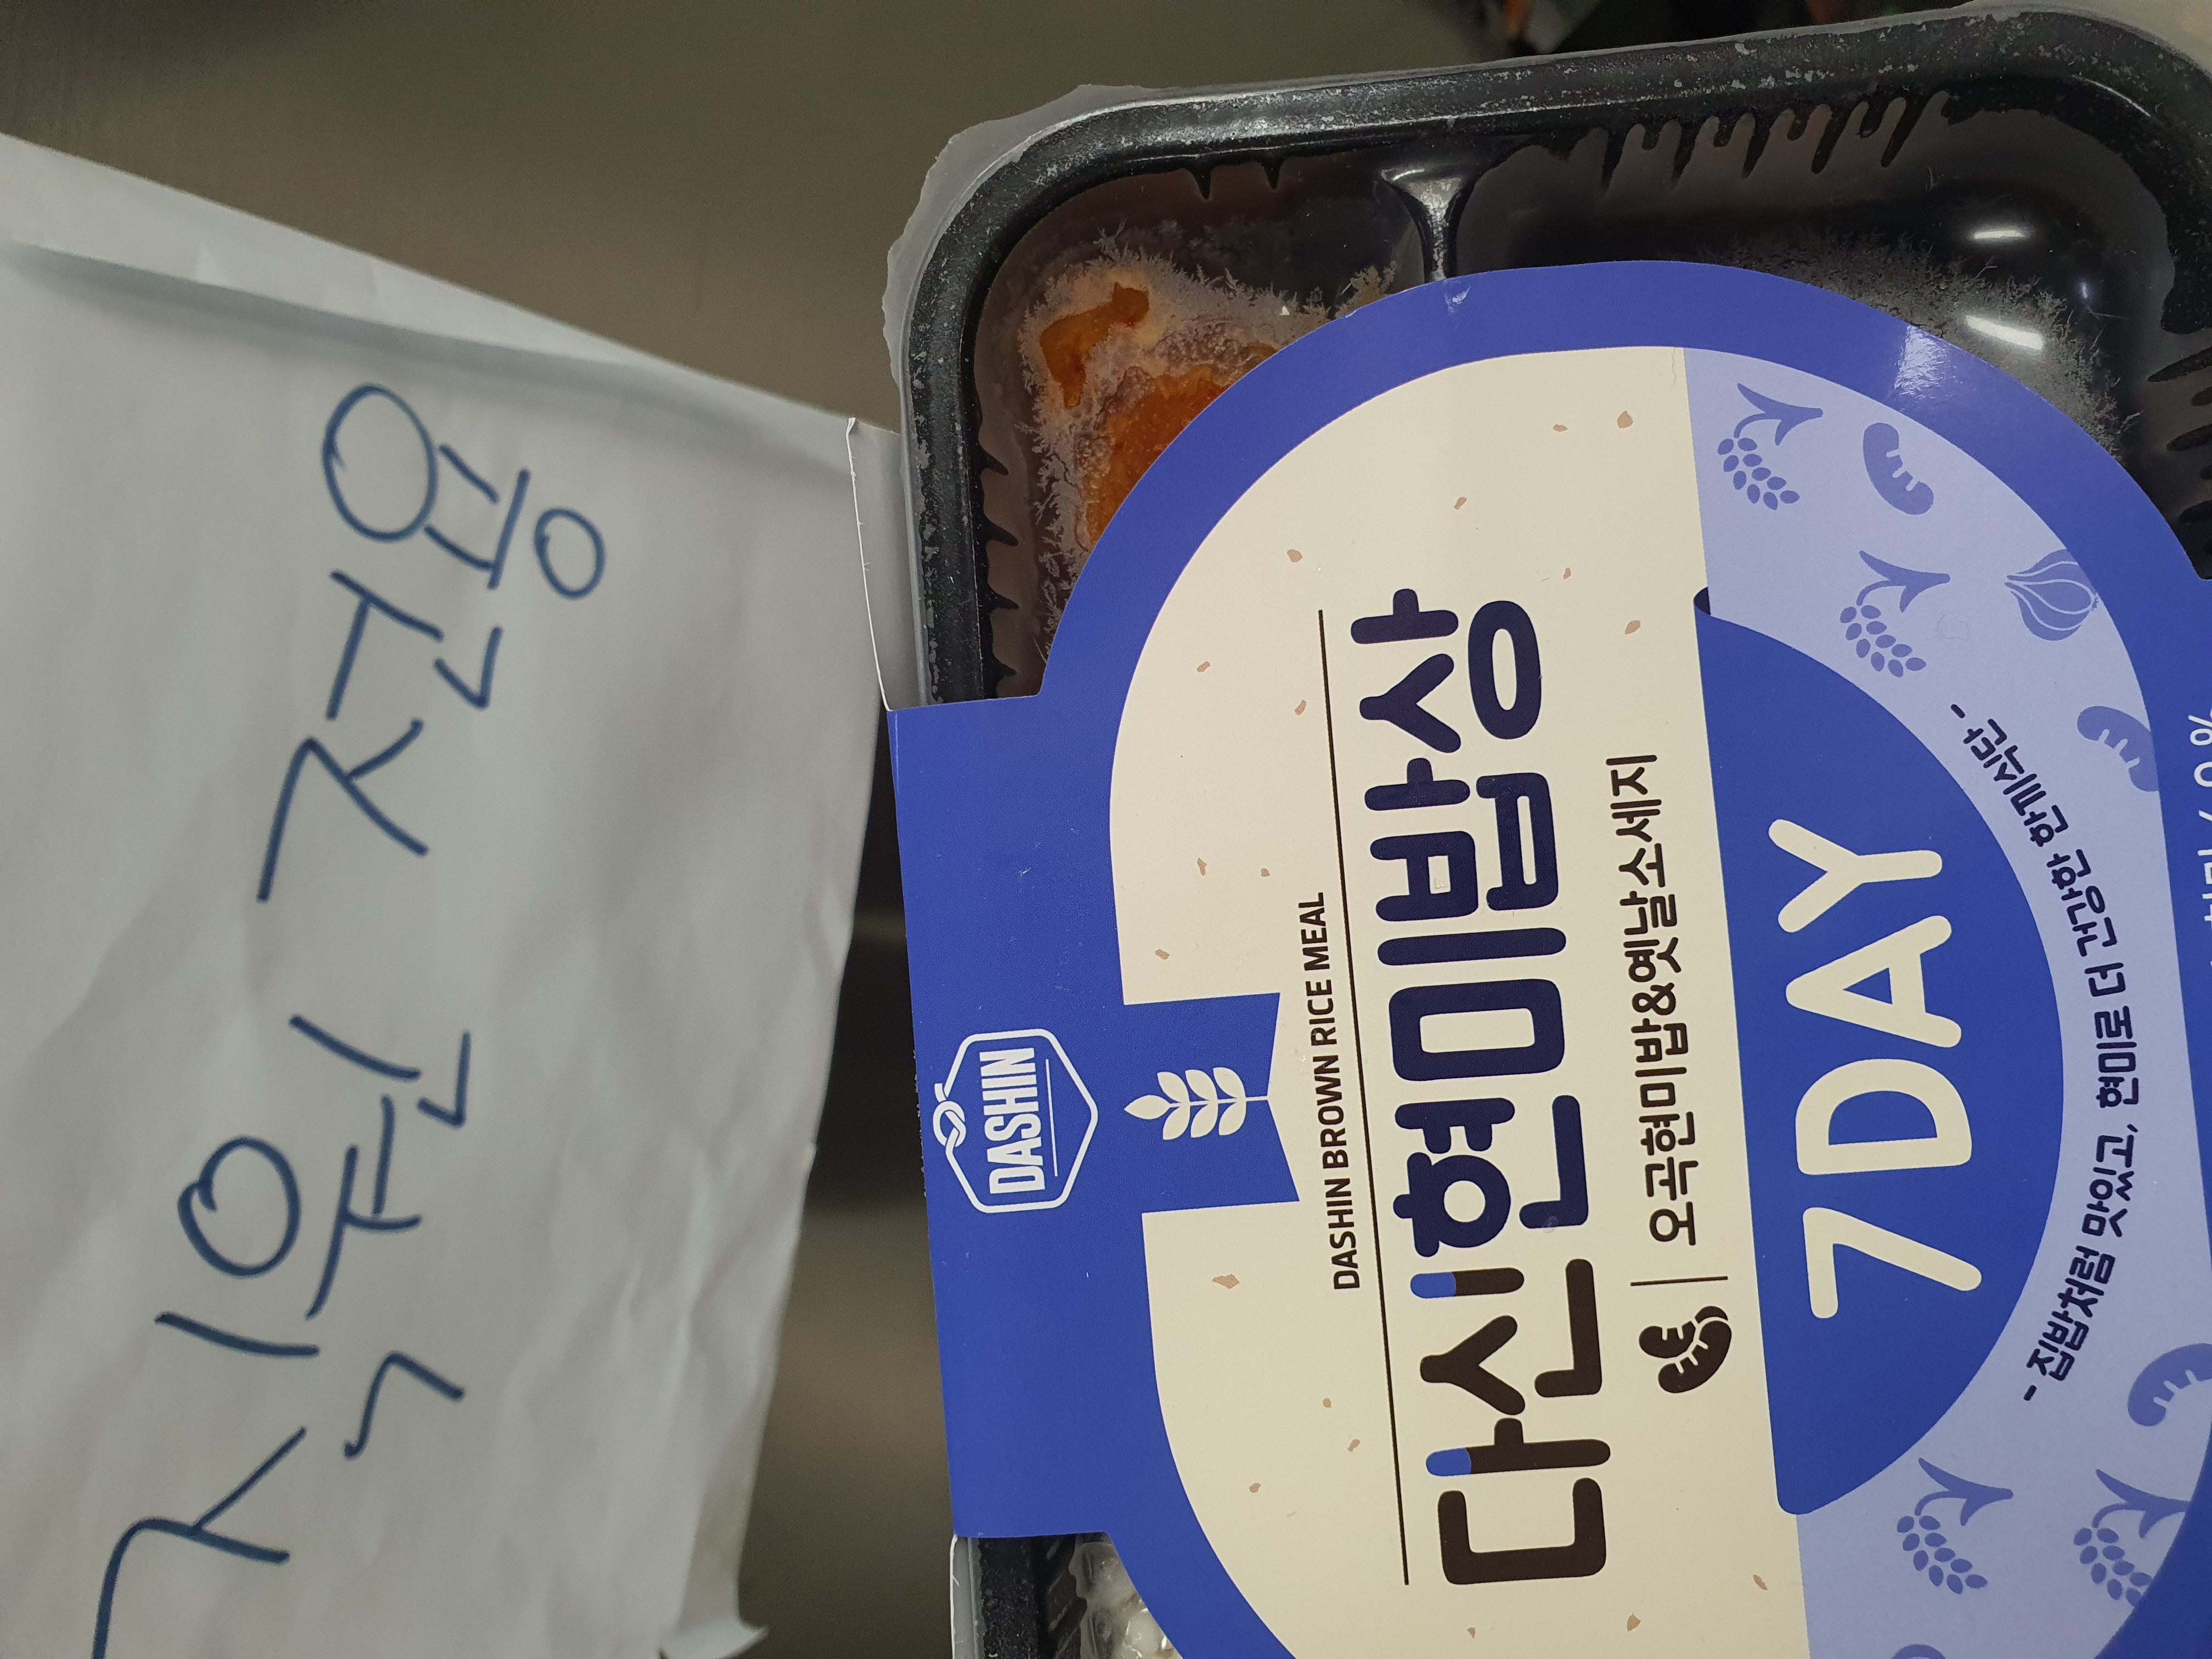 직원 전용
DASHIN
DASHIN BROWN RICE MEAL
다신현미밥상
오곡현미밥&옛날소세지
7 DAY
- 집밥처럼 맛있고, 현미로 더 건강한 한끼식단 -